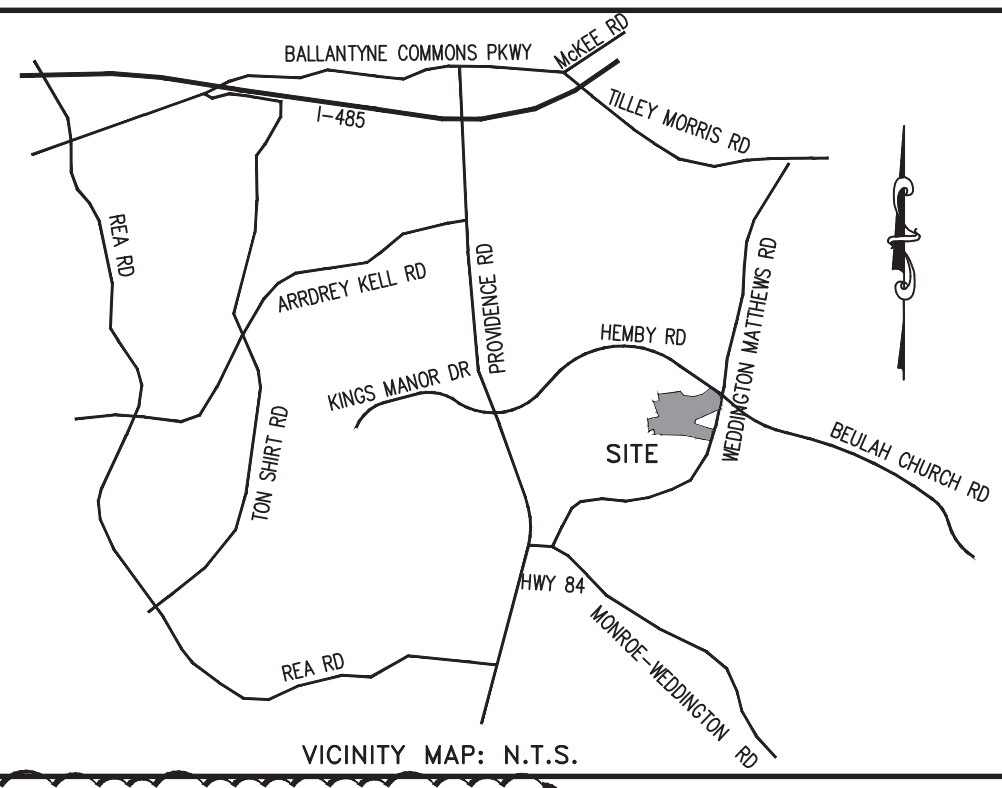 McKEE RD
BALLANTYNE COMMONS PKWY
I-485
TILLEY MORRIS RD
REA RD
ARRDREY KELL RD
PROVIDENCE RD
WEDDINGTON MATTHEWS RD
HEMBY RD
KINGS MANOR DR
TON SHIRT RD
SITE
BEULAH CHURCH RD
HWY 84
MONROE-WEDDINGTON RD
REA RD
VICINITY MAP: N.T.S.